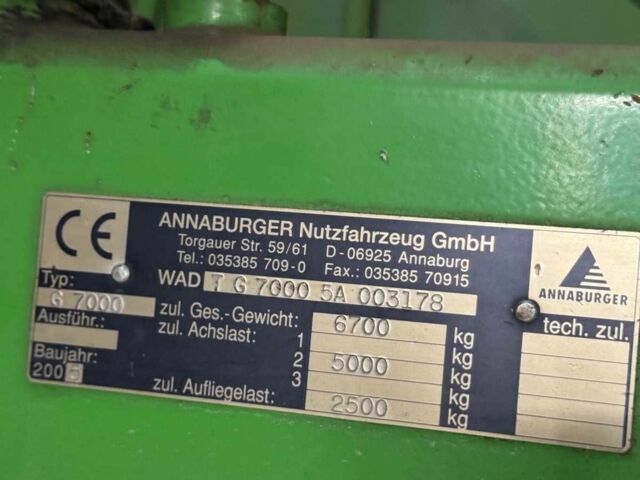 CE
ANNABURGER Nutzfahrzeug GmbH
Torgauer Str. 59/61 D - 06925 Annaburg
Tel.: 035385 709-0 Fax.: 035385 70915
ANNABURGER
Typ:
G 7000
WAD T G 7000 5A 003178
Ausführ.:
zul. Ges.-Gewicht: 6700 kg
tech. zul.
zul. Achslast: 1 kg
2 5000 kg
3 kg
Baujahr:
2005
zul. Aufliegelast: 2500 kg